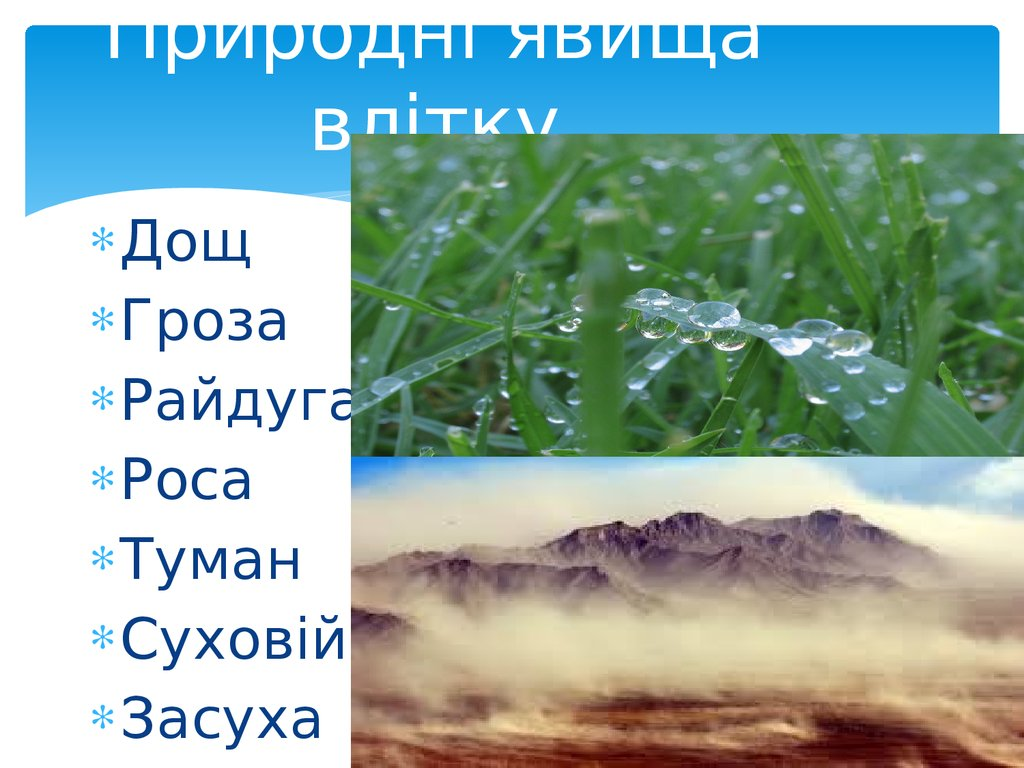 Природні явища
влітку
*Дощ
*Гроза
*Райдуга
*Роса
*Туман
*Суховій
*Засуха